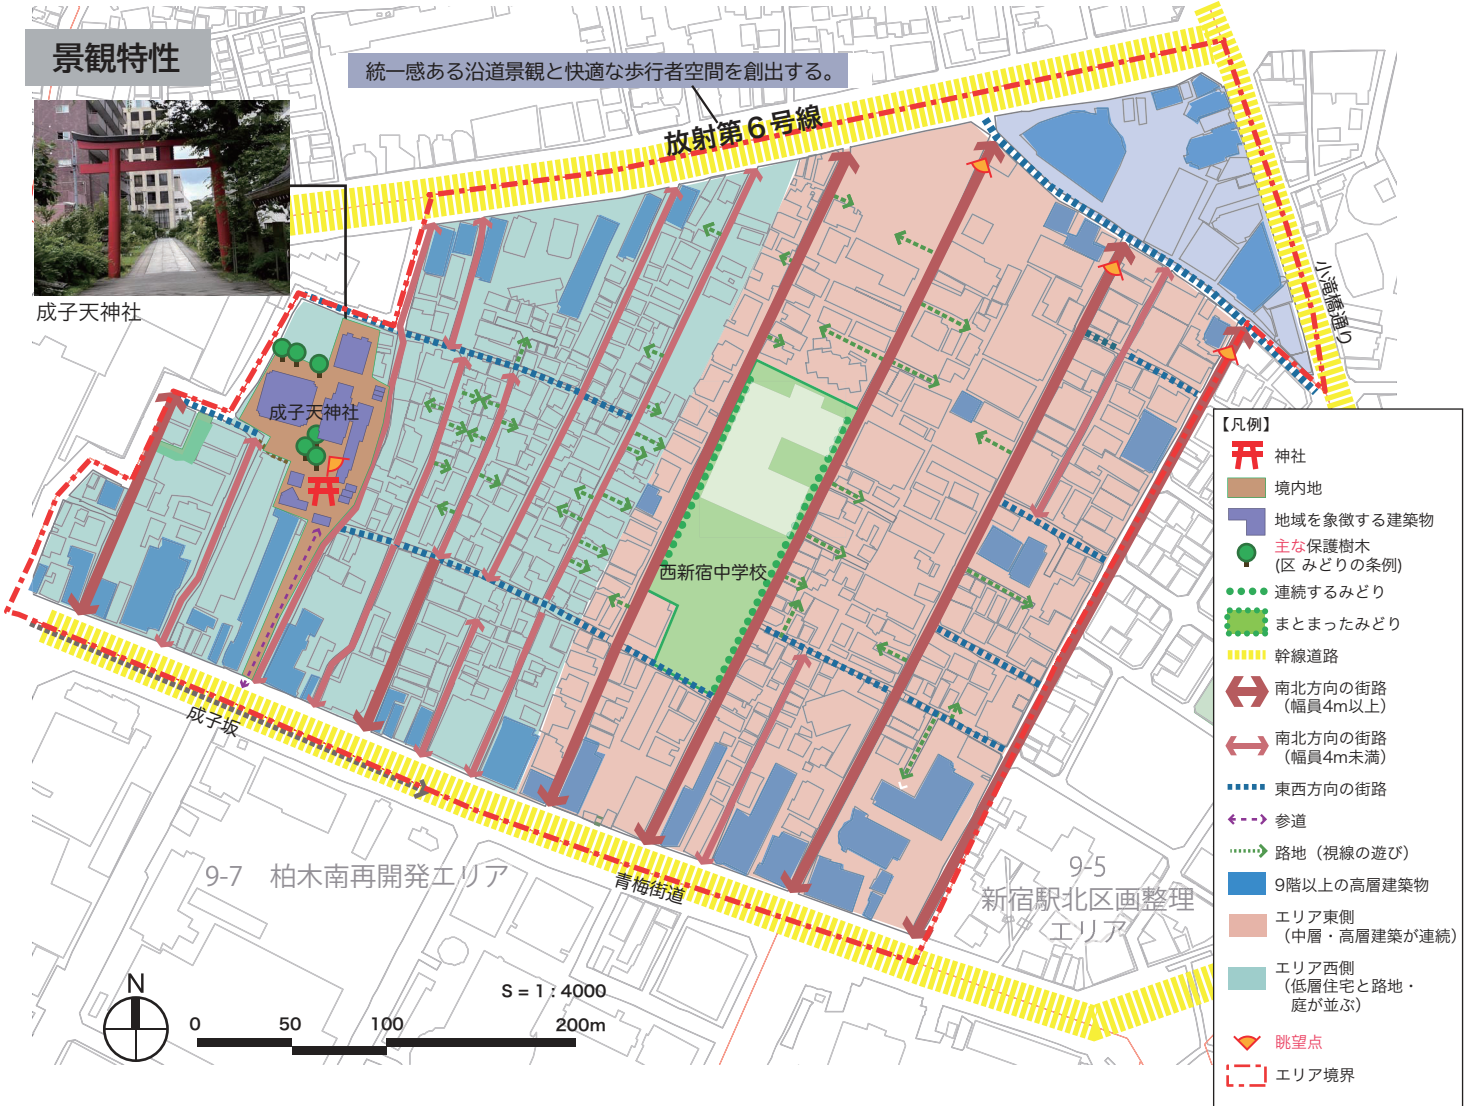 景観特性
統一感ある沿道景観と快適な歩行者空間を創出する。
放射第6号線
成子天神社
小滝橋通り
成子天神社
西新宿中学校
成子坂
青梅街道
9-7 柏木南再開発エリア
9-5
新宿駅北区画整理
エリア
N
S = 1 : 4000
0 50 100 200m
【凡例】
神社
境内地
地域を象徴する建築物
主な保護樹木
(区 みどりの条例)
連続するみどり
まとまったみどり
幹線道路
南北方向の街路
（幅員4m以上）
南北方向の街路
（幅員4m未満）
東西方向の街路
参道
路地（視線の遊び）
9階以上の高層建築物
エリア東側
（中層・高層建築が連続）
エリア西側
（低層住宅と路地・
庭が並ぶ）
眺望点
エリア境界